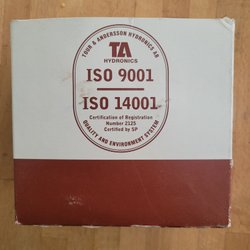 TOUR & ANDERSSON HYDRONICS AB
TA
HYDRONICS
ISO 9001
ISO 14001
Certification of Registration
Number 2125
Certified by SP
QUALITY AND ENVIRONMENT SYSTEM